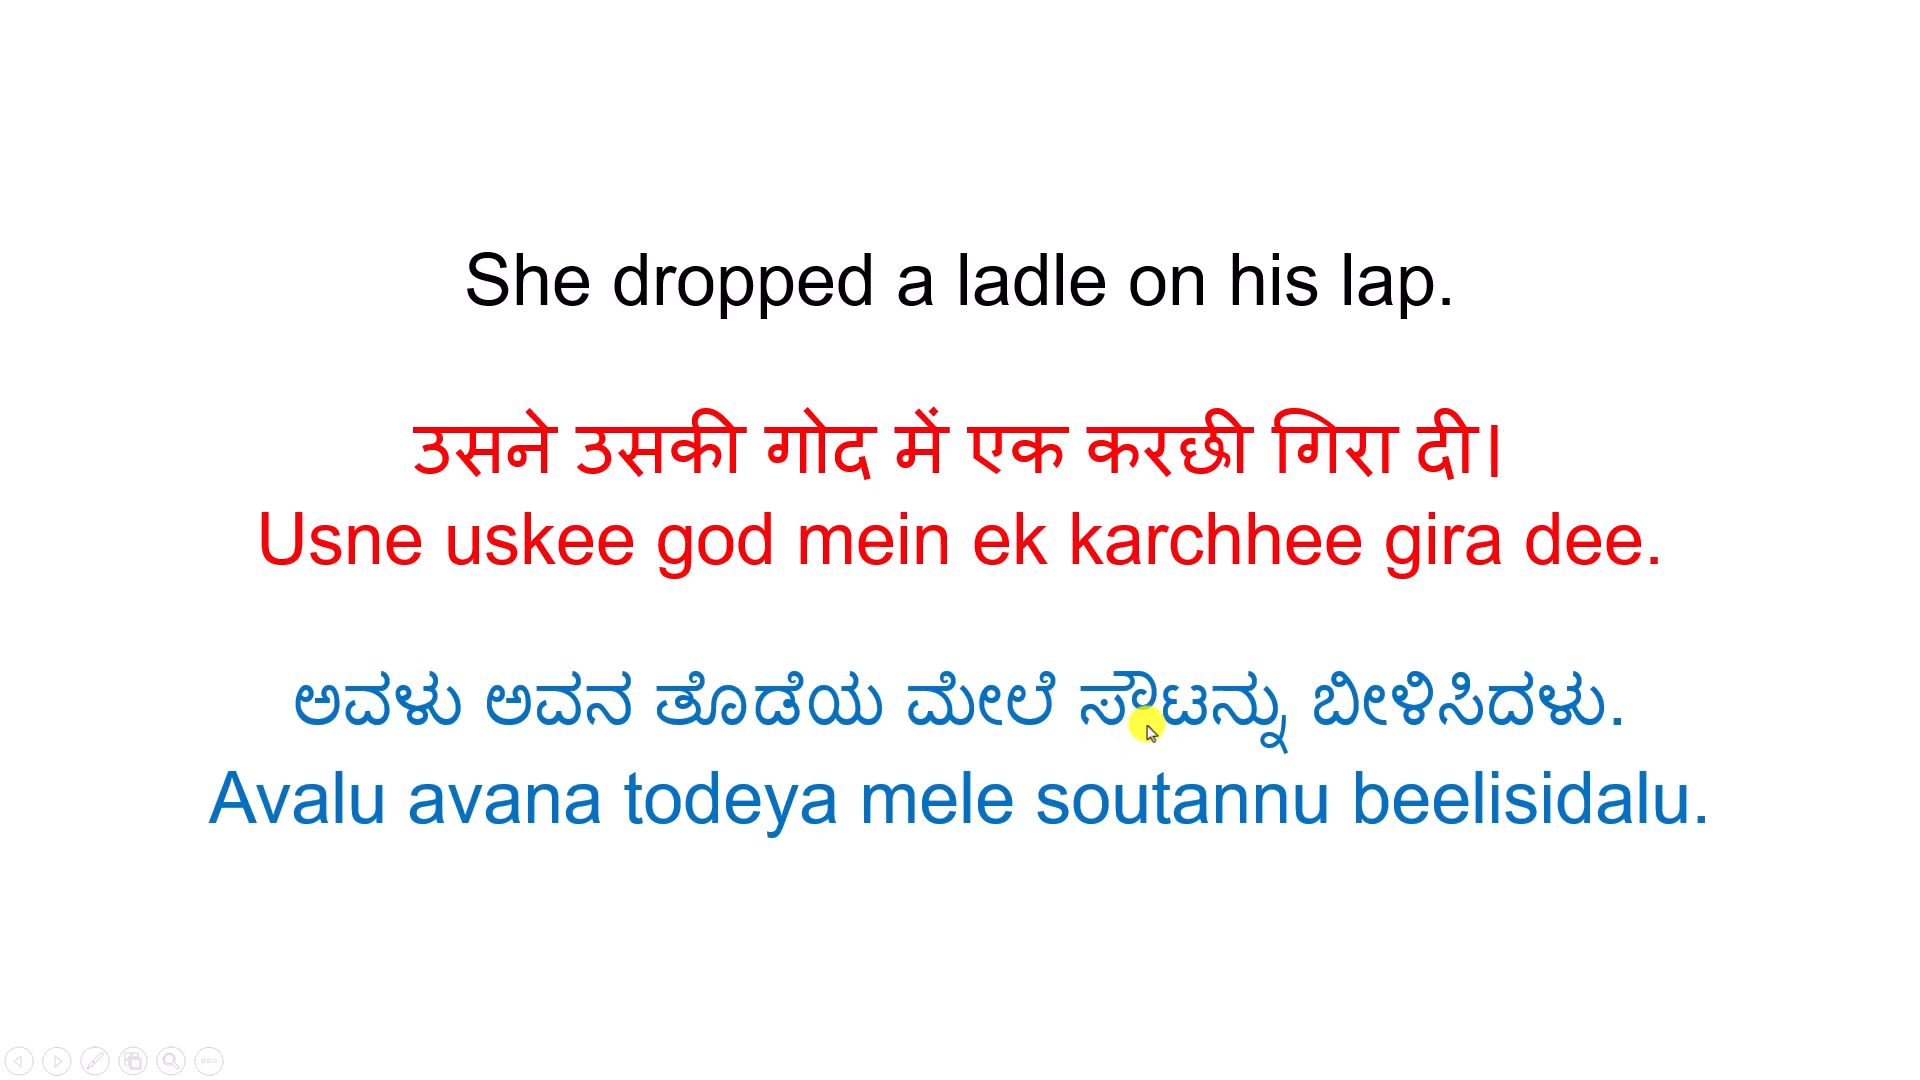 She dropped a ladle on his lap.
उसने उसकी गोद में एक करछी गिरा दी।
Usne uskee god mein ek karchhee gira dee.
ಅವಳು ಅವನ ತೊಡೆಯ ಮೇಲೆ ಸೌಟನ್ನು ಬೀಳಿಸಿದಳು.
Avalu avana todeya mele soutannu beelisidalu.